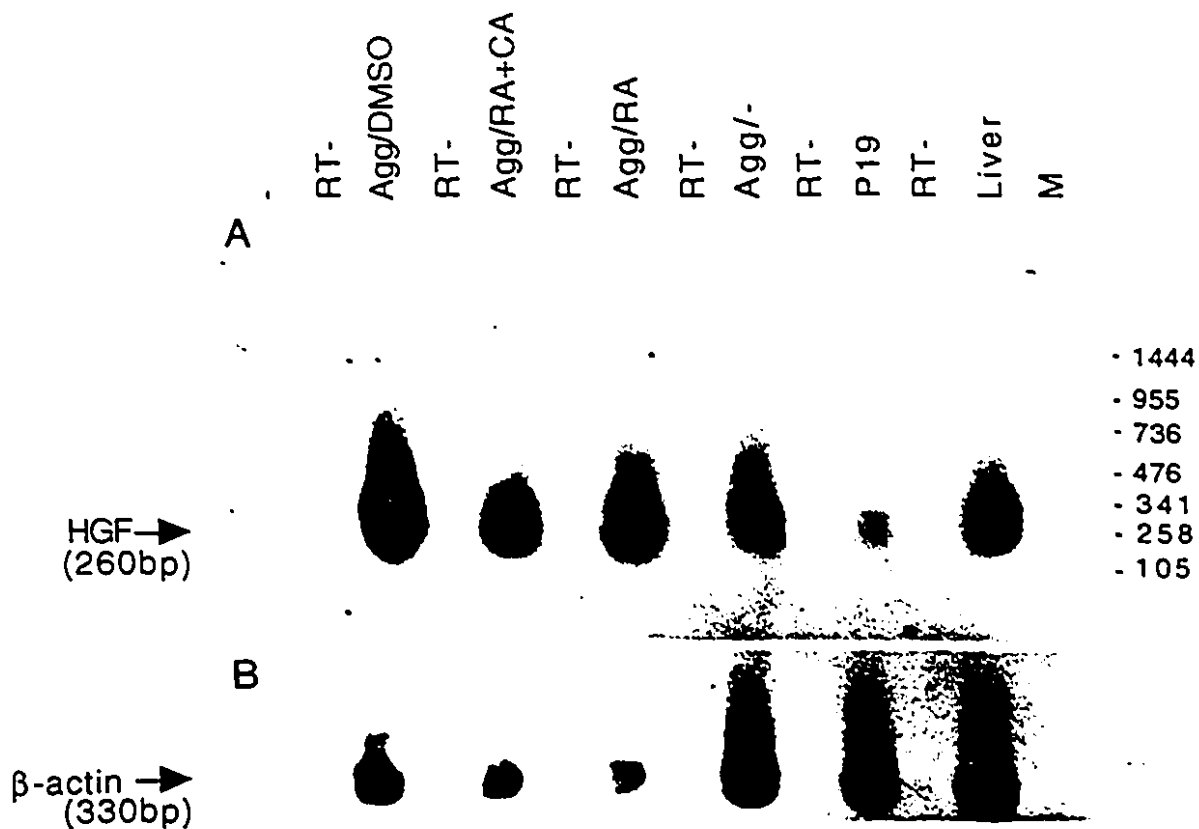 RT-
Agg/DMSO
RT-
Agg/RA+CA
RT-
Agg/RA
RT-
Agg/-
RT-
P19
RT-
Liver
M
A
- 1444
- 955
- 736
- 476
- 341
- 258
- 105
HGF
(260bp)
B
β-actin
(330bp)